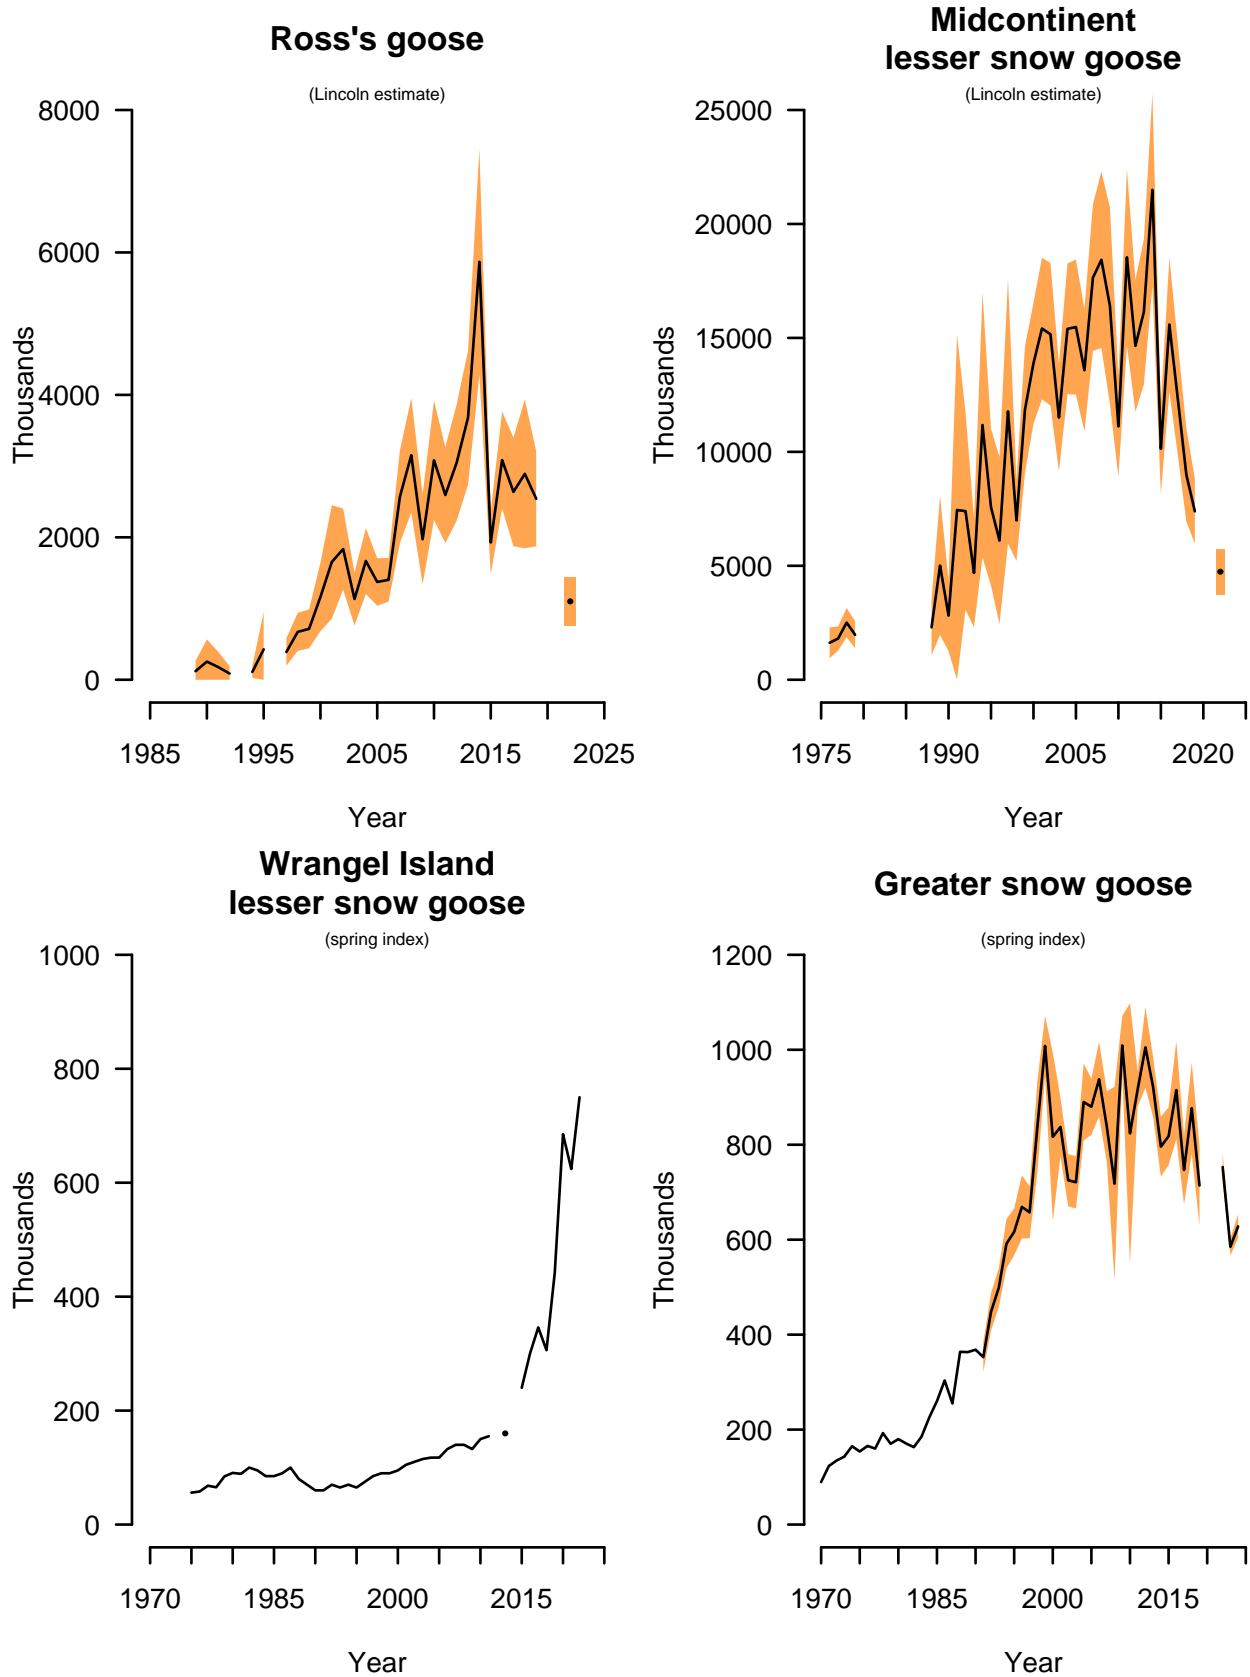 Ross's goose
(Lincoln estimate)
8000
6000
4000
2000
0
Thousands
1985
1995
2005
2015
2025
Year
Midcontinent
lesser snow goose
(Lincoln estimate)
25000
20000
15000
10000
5000
0
Thousands
1975
1990
2005
2020
Year
Wrangel Island
lesser snow goose
(spring index)
1000
800
600
400
200
0
Thousands
1970
1985
2000
2015
Year
Greater snow goose
(spring index)
1200
1000
800
600
400
200
0
Thousands
1970
1985
2000
2015
Year